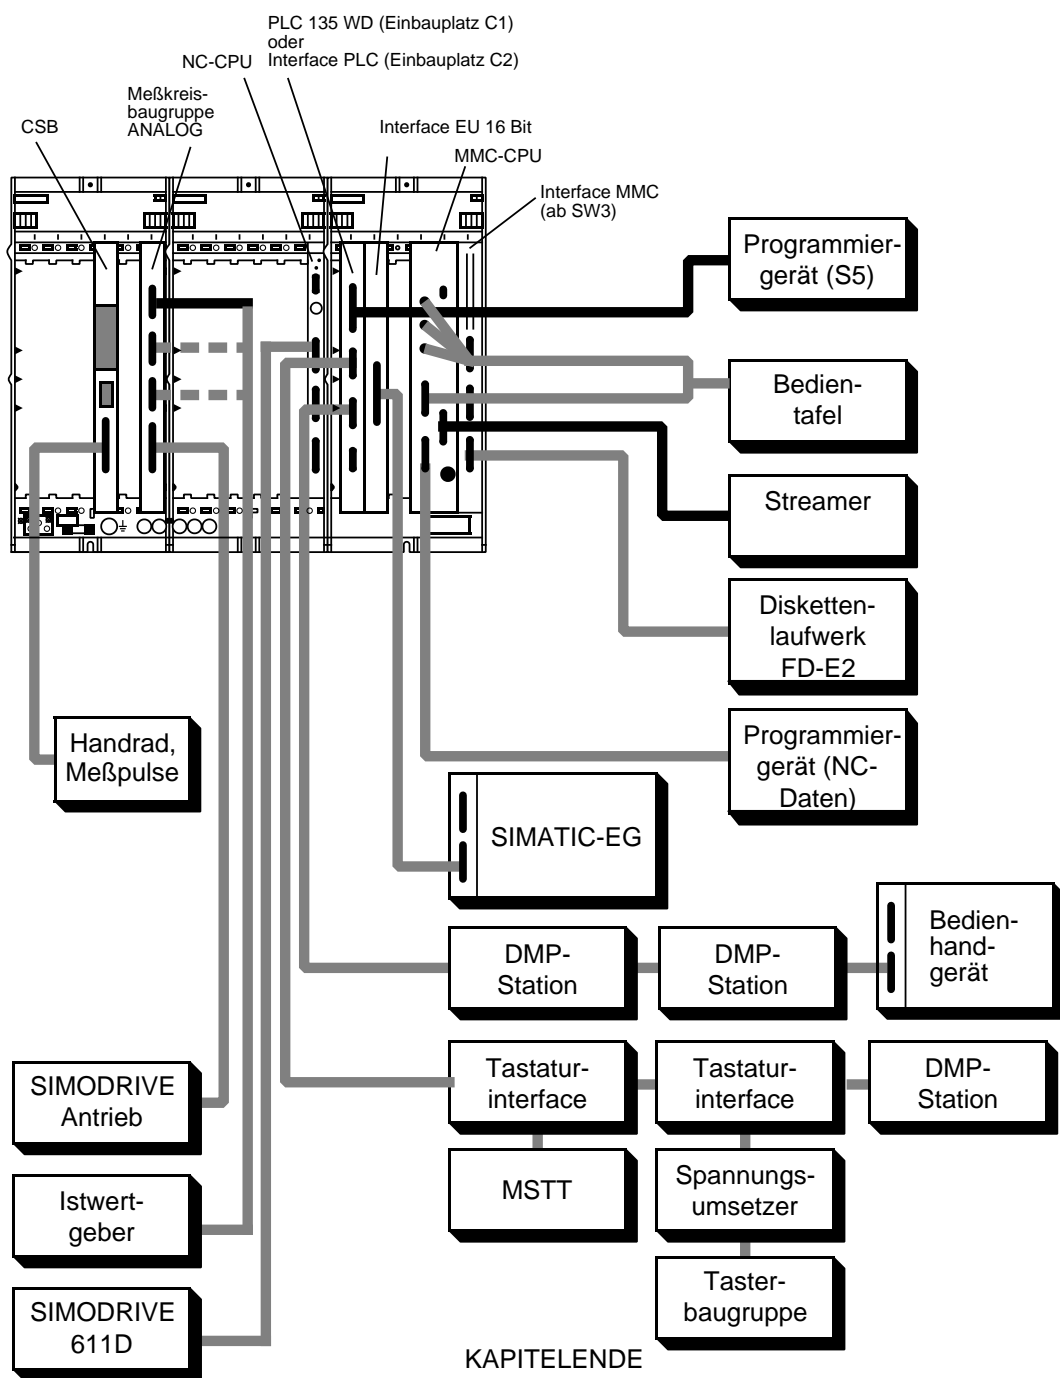 PLC 135 WD (Einbauplatz C1)
oder
Interface PLC (Einbauplatz C2)
NC-CPU
Meßkreis-
baugruppe
ANALOG
CSB
Interface EU 16 Bit
MMC-CPU
Interface MMC
(ab SW3)
Programmier-
gerät (S5)
Bedien-
tafel
Streamer
Disketten-
laufwerk
FD-E2
Programmier-
gerät (NC-
Daten)
Handrad,
Meßpulse
SIMATIC-EG
Bedien-
hand-
gerät
DMP-
Station
DMP-
Station
SIMODRIVE
Antrieb
Tastatur-
interface
Tastatur-
interface
DMP-
Station
MSTT
Spannungs-
umsetzer
Istwert-
geber
Taster-
baugruppe
SIMODRIVE
611D
KAPITELENDE